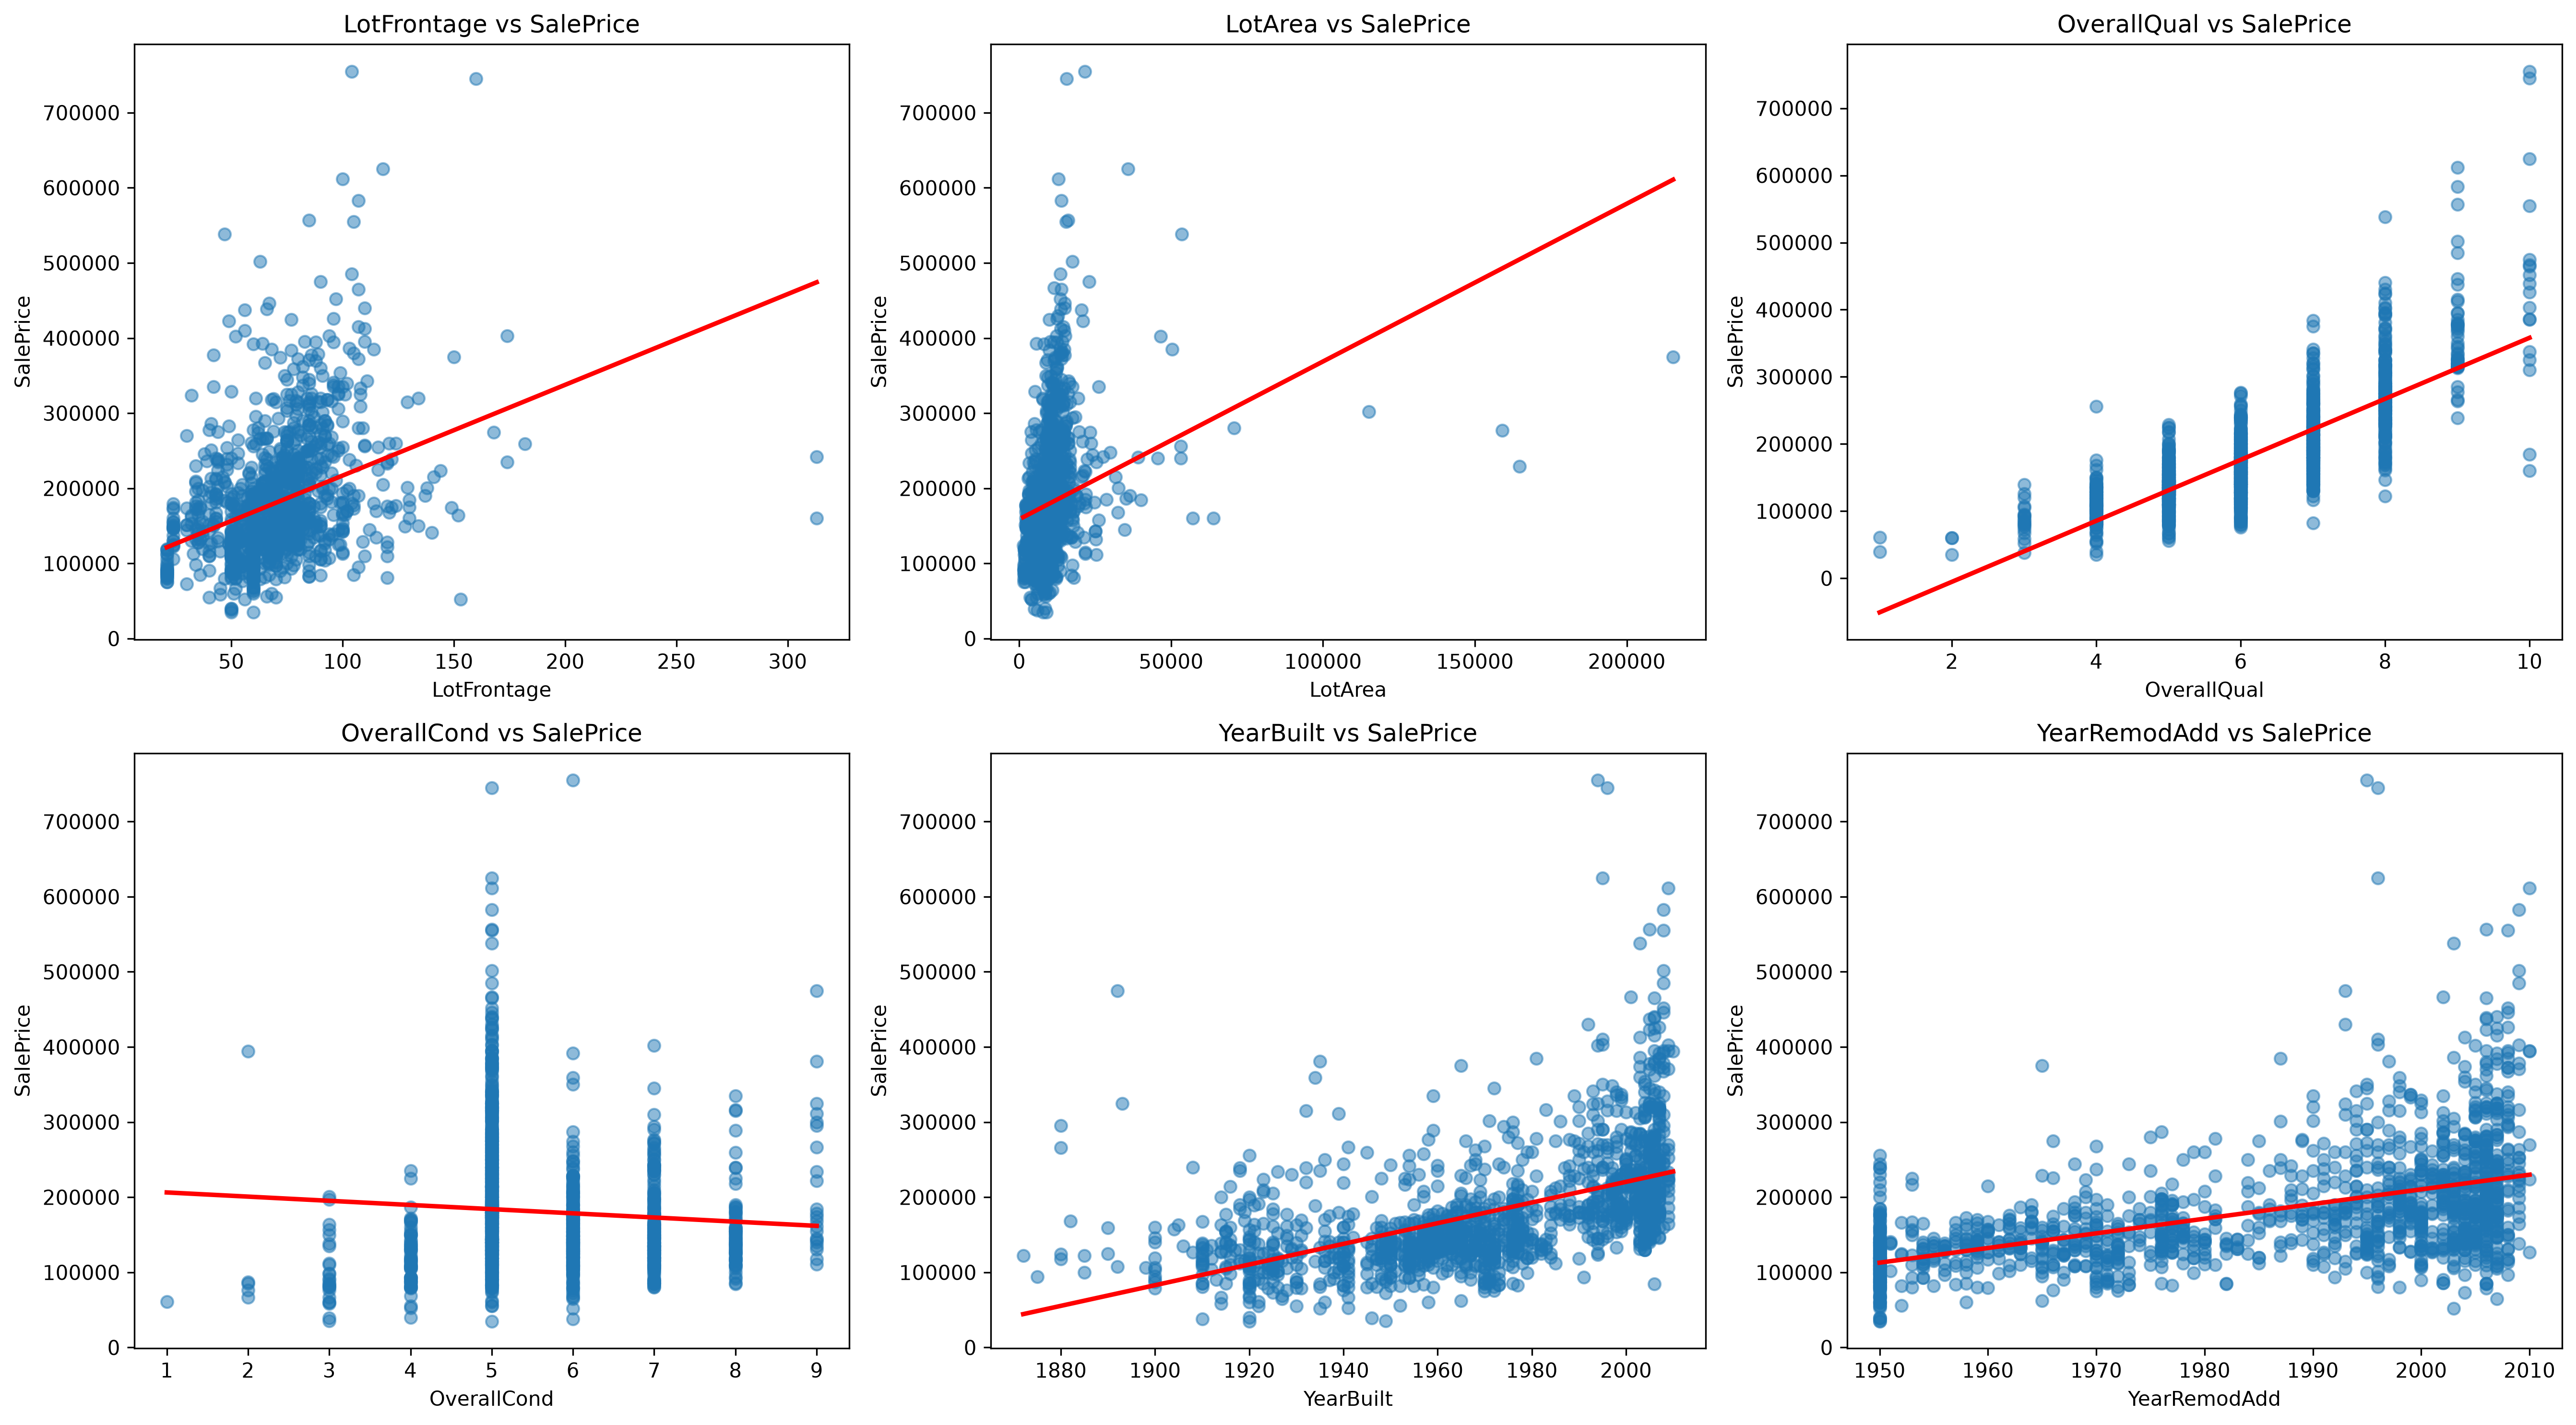 LotFrontage vs SalePrice
SalePrice
700000
600000
500000
400000
300000
200000
100000
0
50 100 150 200 250 300
LotFrontage
LotArea vs SalePrice
SalePrice
700000
600000
500000
400000
300000
200000
100000
0
0 50000 100000 150000 200000
LotArea
OverallQual vs SalePrice
SalePrice
700000
600000
500000
400000
300000
200000
100000
0
2 4 6 8 10
OverallQual
OverallCond vs SalePrice
SalePrice
700000
600000
500000
400000
300000
200000
100000
0
1 2 3 4 5 6 7 8 9
OverallCond
YearBuilt vs SalePrice
SalePrice
700000
600000
500000
400000
300000
200000
100000
0
1880 1900 1920 1940 1960 1980 2000
YearBuilt
YearRemodAdd vs SalePrice
SalePrice
700000
600000
500000
400000
300000
200000
100000
0
1950 1960 1970 1980 1990 2000 2010
YearRemodAdd